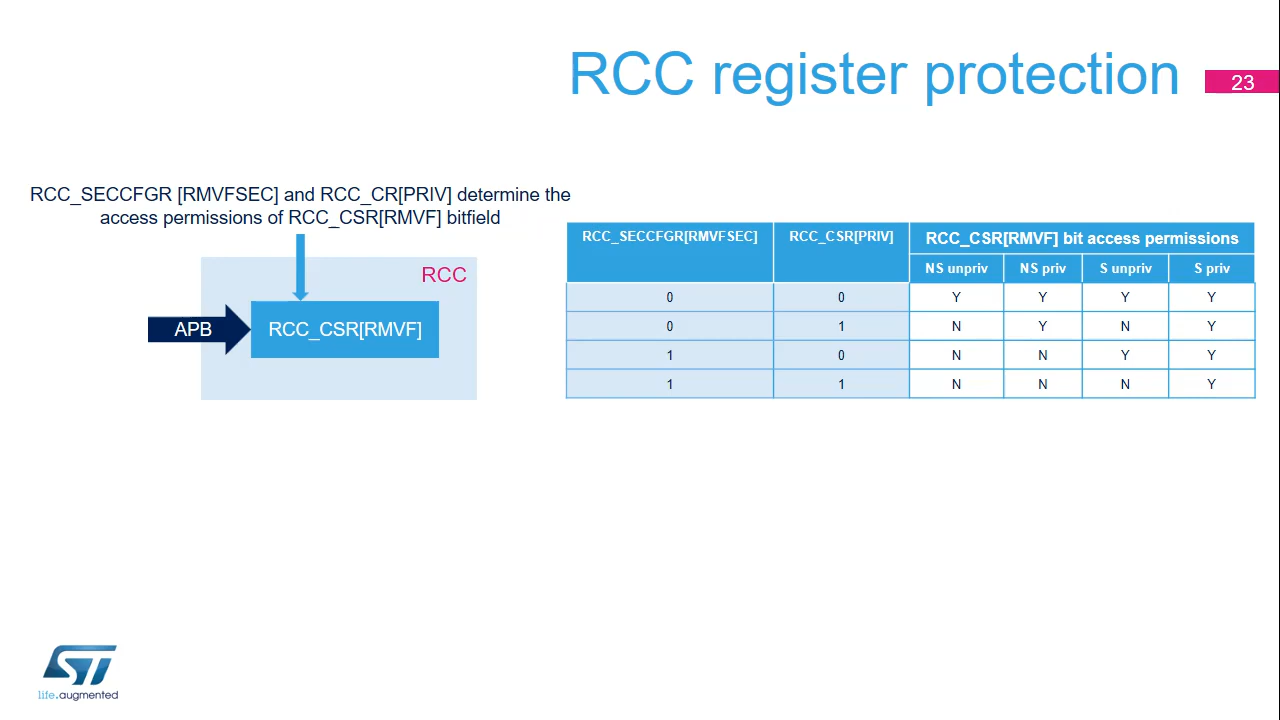 RCC register protection
23
RCC_SECCFGR [RMVFSEC] and RCC_CR[PRIV] determine the
access permissions of RCC_CSR[RMVF] bitfield
RCC
APB
RCC_CSR[RMVF]
RCC_SECCFGR[RMVFSEC] RCC_CSR[PRIV] RCC_CSR[RMVF] bit access permissions
NS unpriv NS priv S unpriv S priv
0 0 Y Y Y Y
0 1 N Y N Y
1 0 N N Y Y
1 1 N N N Y
ST
life.augmented